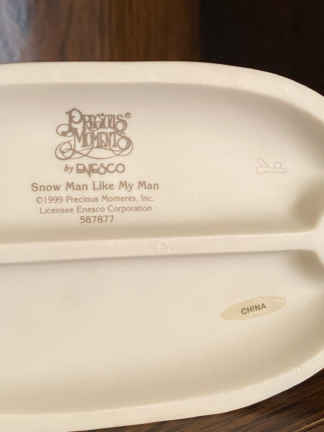 PRECIOUS
MOMENTS®
by ENESCO
Snow Man Like My Man
©1999 Precious Moments, Inc.
Licensee Enesco Corporation
587877
CHINA